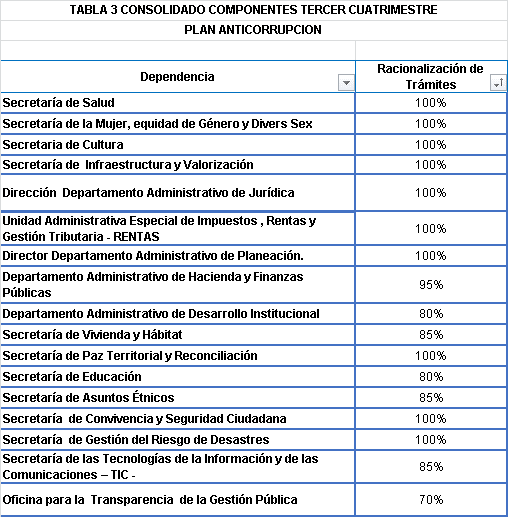 TABLA 3 CONSOLIDADO COMPONENTES TERCER CUATRIMESTRE
PLAN ANTICORRUPCION
Dependencia
Racionalización de
Trámites
Secretaría de Salud 100%
Secretaría de la Mujer, equidad de Género y Divers Sex 100%
Secretaria de Cultura 100%
Secretaría de Infraestructura y Valorización 100%
Dirección Departamento Administrativo de Jurídica 100%
Unidad Administrativa Especial de Impuestos , Rentas y
Gestión Tributaria - RENTAS 100%
Director Departamento Administrativo de Planeación. 100%
Departamento Administrativo de Hacienda y Finanzas
Públicas 95%
Departamento Administrativo de Desarrollo Institucional 80%
Secretaría de Vivienda y Hábitat 85%
Secretaría de Paz Territorial y Reconciliación 100%
Secretaría de Educación 80%
Secretaría de Asuntos Étnicos 85%
Secretaría de Convivencia y Seguridad Ciudadana 100%
Secretaría de Gestión del Riesgo de Desastres 100%
Secretaría de las Tecnologías de la Información y de las
Comunicaciones – TIC - 85%
Oficina para la Transparencia de la Gestión Pública 70%